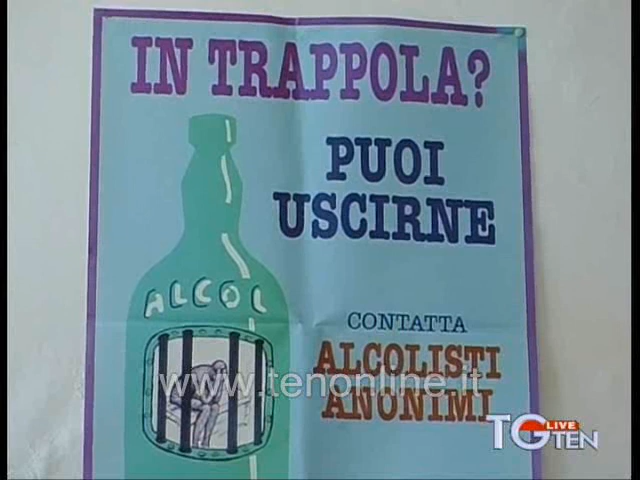 IN TRAPPOLA?
PUOI
USCIRNE
ALCOL
CONTATTA
ALCOLISTI
ANONIMI
www.tenonline.it
TG LIVE
TEN